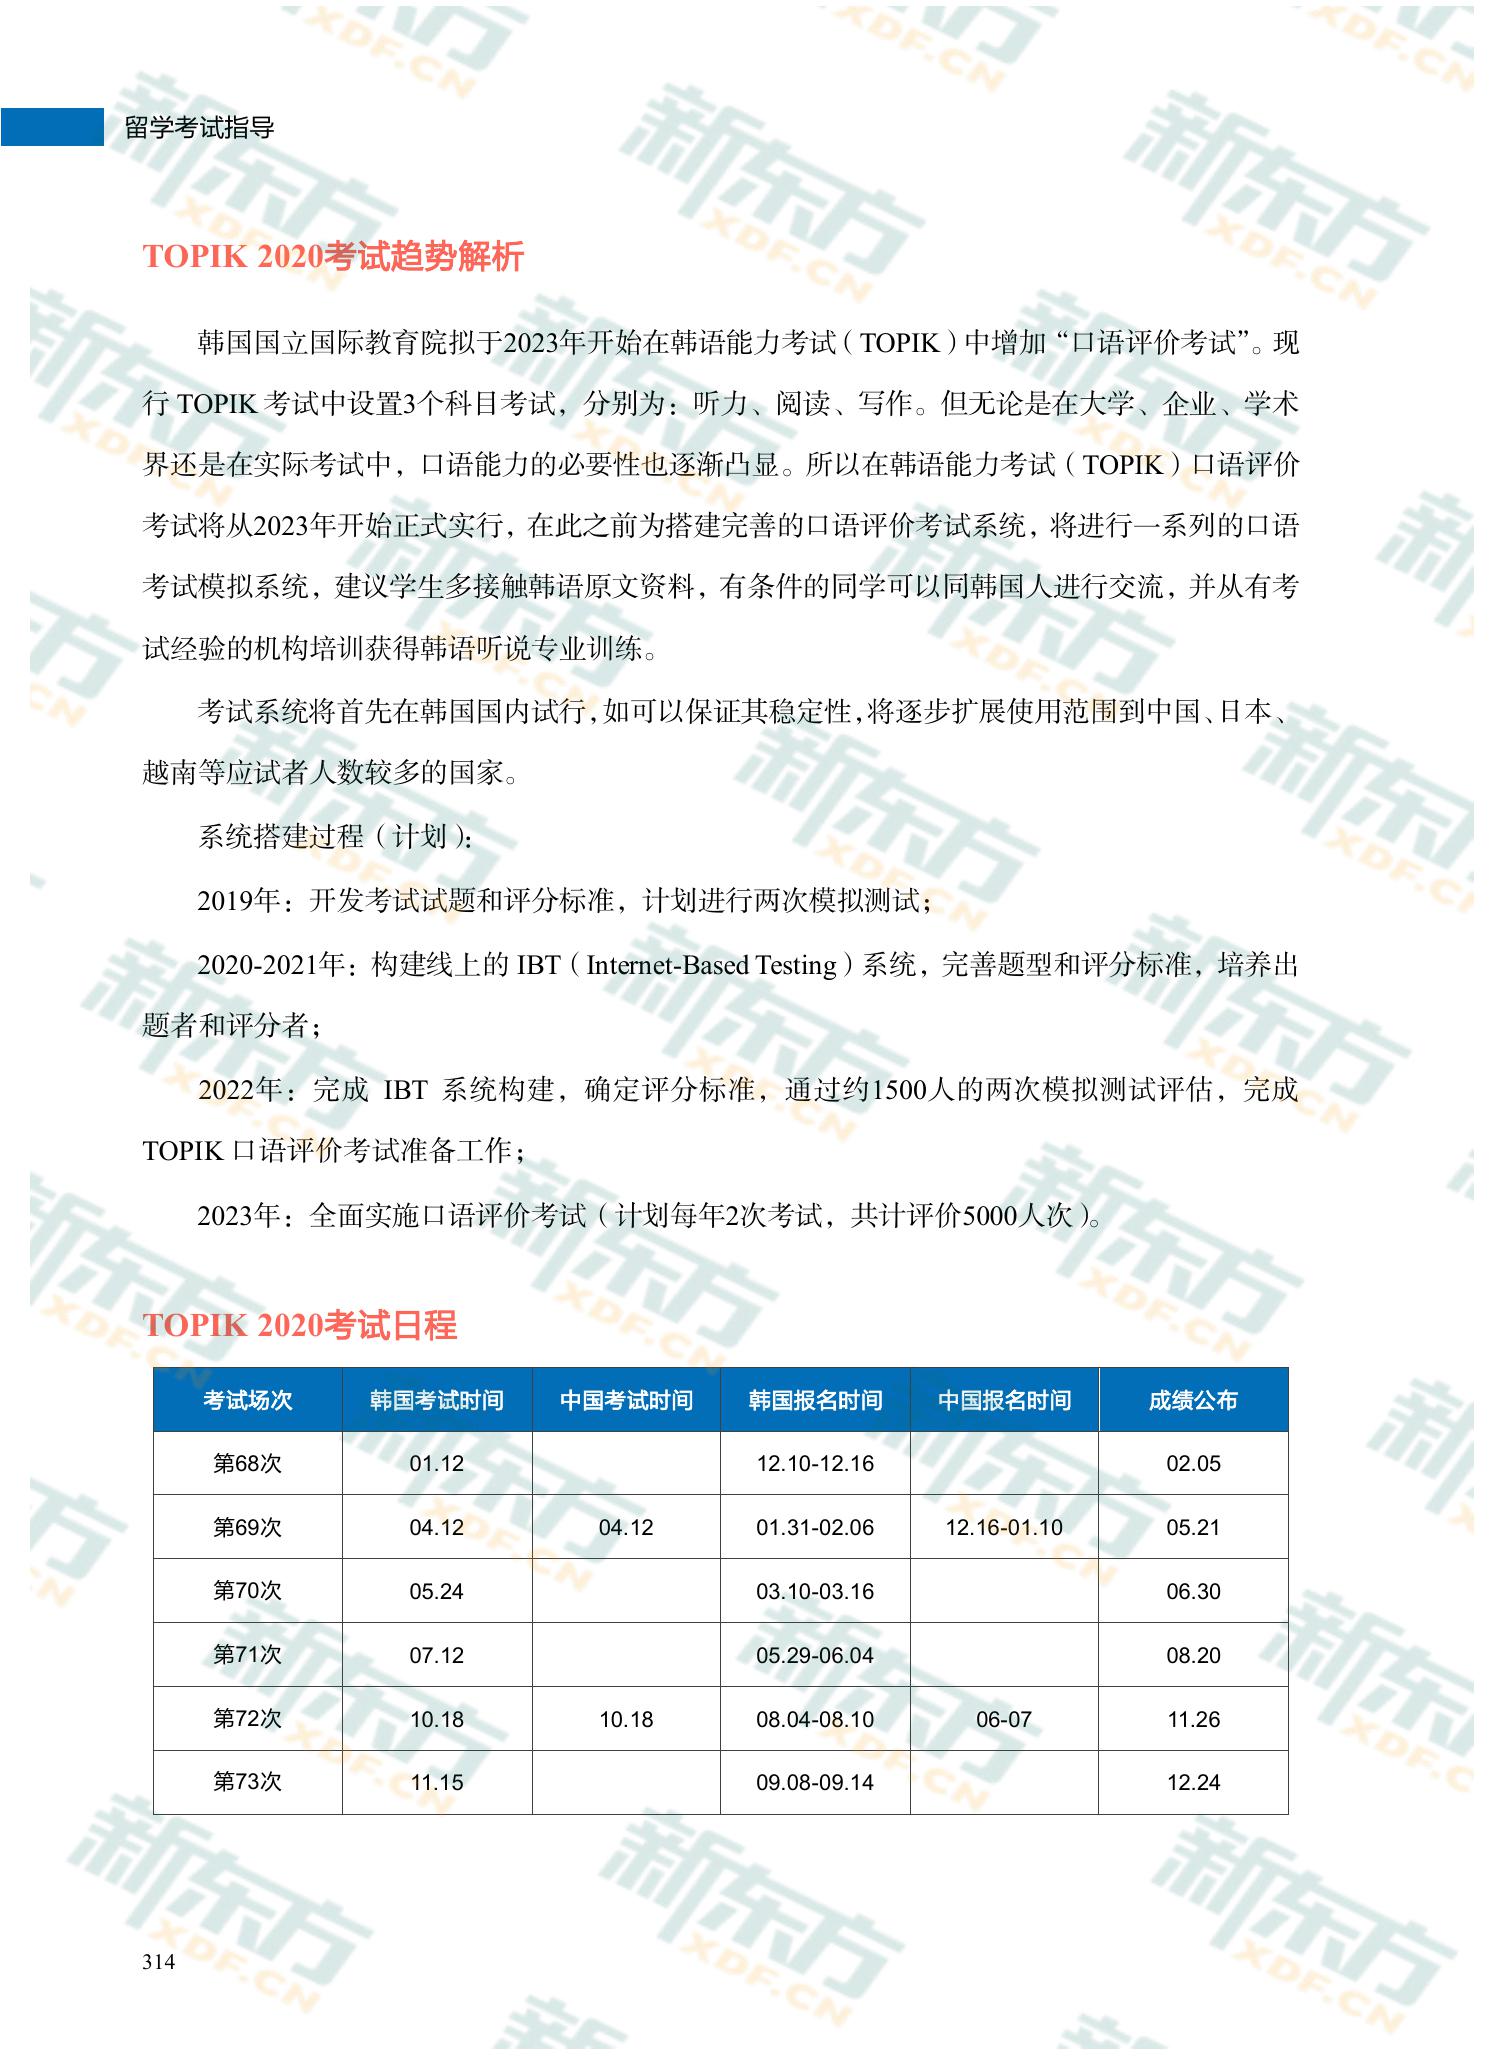 留学考试指导
TOPIK 2020考试趋势解析
韩国国立国际教育院拟于2023年开始在韩语能力考试（TOPIK）中增加“口语评价考试”。现
行 TOPIK 考试中设置3个科目考试，分别为：听力、阅读、写作。但无论是在大学、企业、学术
界还是在实际考试中，口语能力的必要性也逐渐凸显。所以在韩语能力考试（TOPIK）口语评价
考试将从2023年开始正式实行，在此之前为搭建完善的口语评价考试系统，将进行一系列的口语
考试模拟系统，建议学生多接触韩语原文资料，有条件的同学可以同韩国人进行交流，并从有考
试经验的机构培训获得韩语听说专业训练。
考试系统将首先在韩国国内试行，如可以保证其稳定性，将逐步扩展使用范围到中国、日本、
越南等应试者人数较多的国家。
系统搭建过程（计划）：
2019年：开发考试试题和评分标准，计划进行两次模拟测试；
2020-2021年：构建线上的 IBT（Internet-Based Testing）系统，完善题型和评分标准，培养出
题者和评分者；
2022年：完成 IBT 系统构建，确定评分标准，通过约1500人的两次模拟测试评估，完成
TOPIK 口语评价考试准备工作；
2023年：全面实施口语评价考试（计划每年2次考试，共计评价5000人次）。
TOPIK 2020考试日程
考试场次 韩国考试时间 中国考试时间 韩国报名时间 中国报名时间 成绩公布
第68次 01.12 12.10-12.16 02.05
第69次 04.12 04.12 01.31-02.06 12.16-01.10 05.21
第70次 05.24 03.10-03.16 06.30
第71次 07.12 05.29-06.04 08.20
第72次 10.18 10.18 08.04-08.10 06-07 11.26
第73次 11.15 09.08-09.14 12.24
314
新东方
XDF.CN